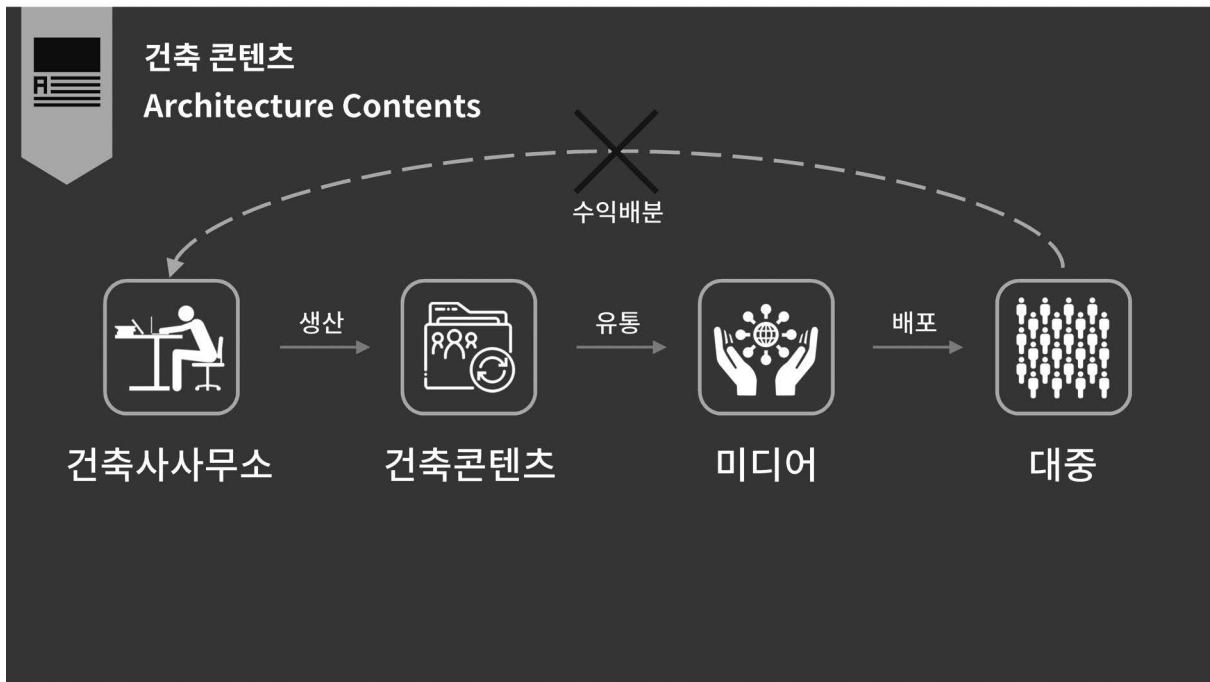 건축 콘텐츠
Architecture Contents
수익배분
생산
유통
배포
건축사사무소
건축콘텐츠
미디어
대중